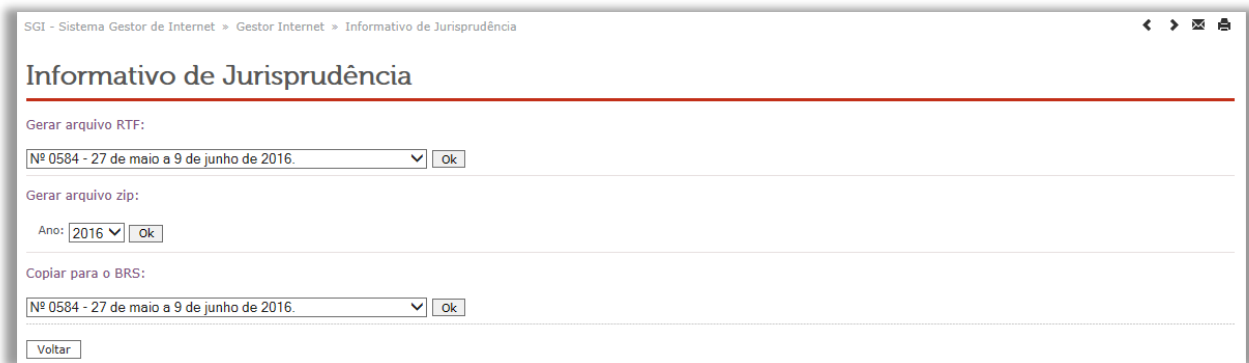 SGI - Sistema Gestor de Internet » Gestor Internet » Informativo de Jurisprudência
Informativo de Jurisprudência
Gerar arquivo RTF:
Nº 0584 - 27 de maio a 9 de junho de 2016. Ok
Gerar arquivo zip:
Ano: 2016 Ok
Copiar para o BRS:
Nº 0584 - 27 de maio a 9 de junho de 2016. Ok
Voltar